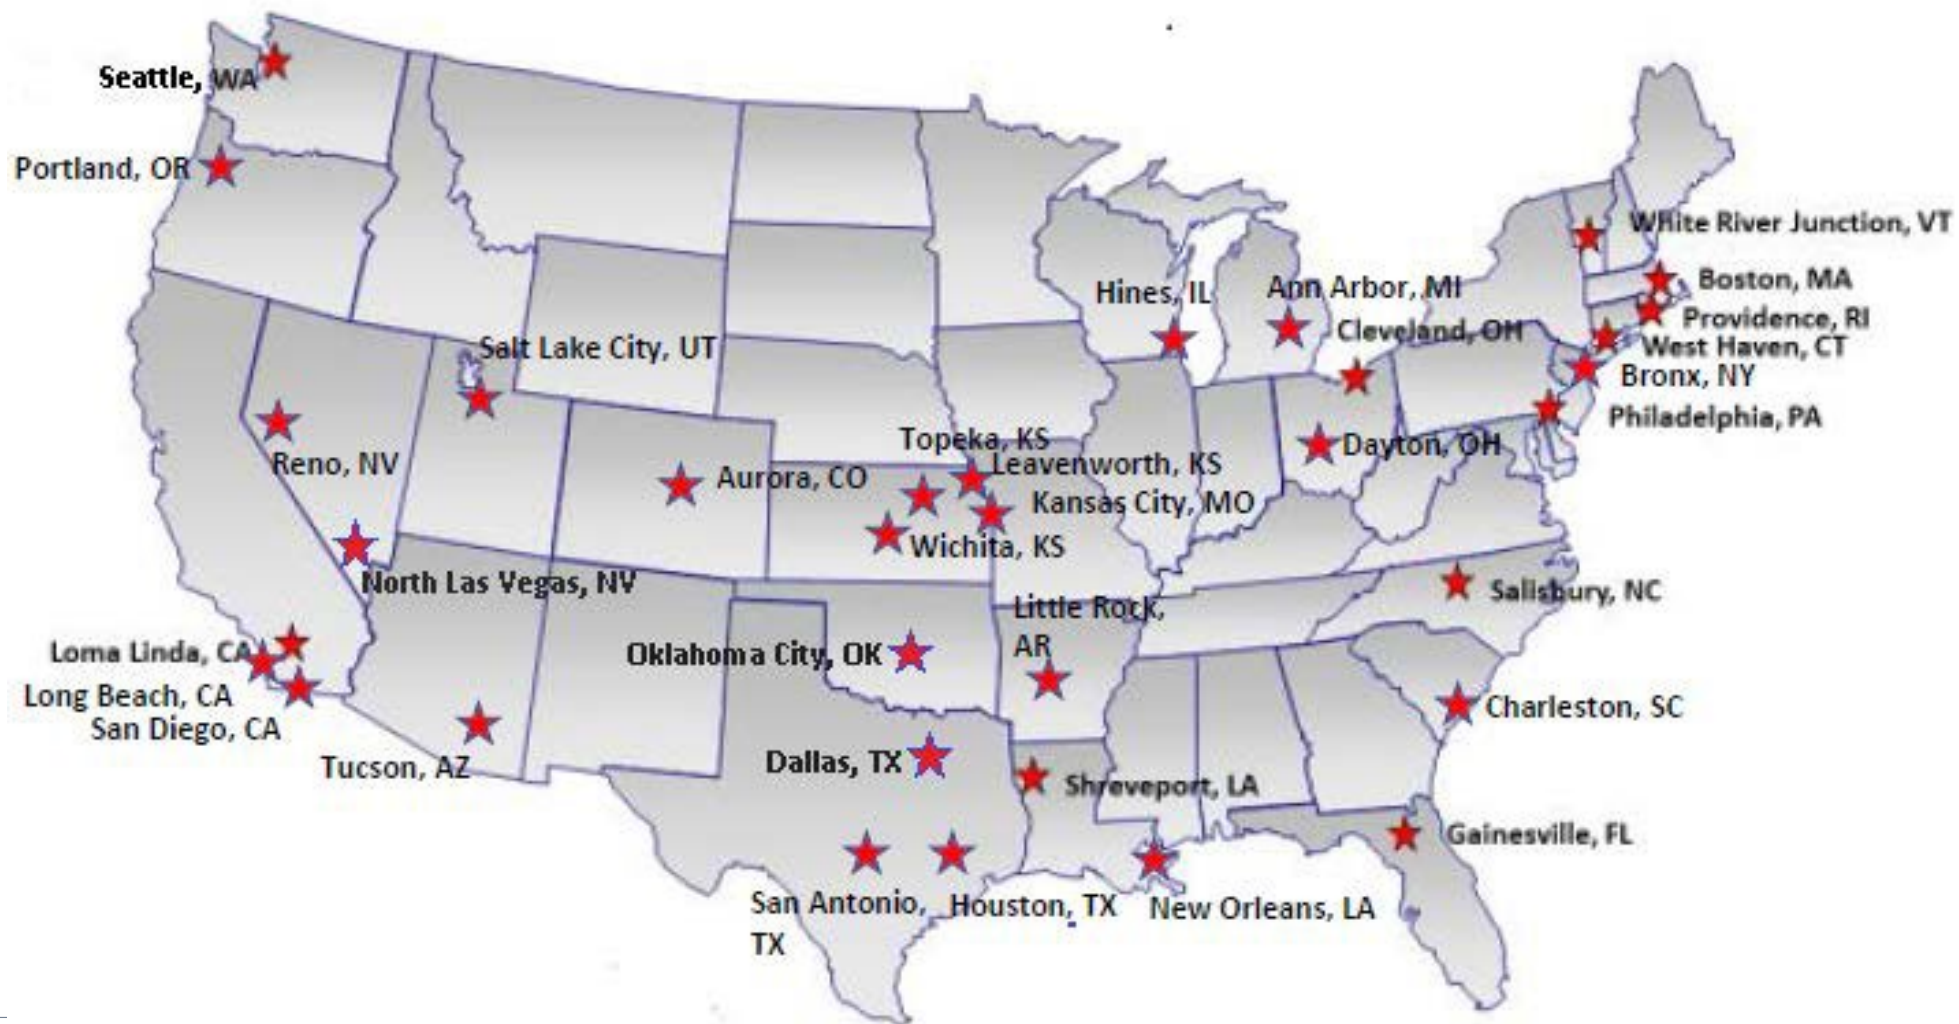 Seattle, WA
Portland, OR
White River Junction, VT
Boston, MA
Hines, IL
Ann Arbor, MI
Providence, RI
Cleveland, OH
West Haven, CT
Salt Lake City, UT
Bronx, NY
Philadelphia, PA
Topeka, KS
Dayton, OH
Reno, NV
Leavenworth, KS
Aurora, CO
Kansas City, MO
Wichita, KS
North Las Vegas, NV
Salisbury, NC
Little Rock,
AR
Loma Linda, CA
Oklahoma City, OK
Long Beach, CA
Charleston, SC
San Diego, CA
Tucson, AZ
Dallas, TX
Shreveport, LA
Gainesville, FL
San Antonio,
TX
Houston, TX
New Orleans, LA